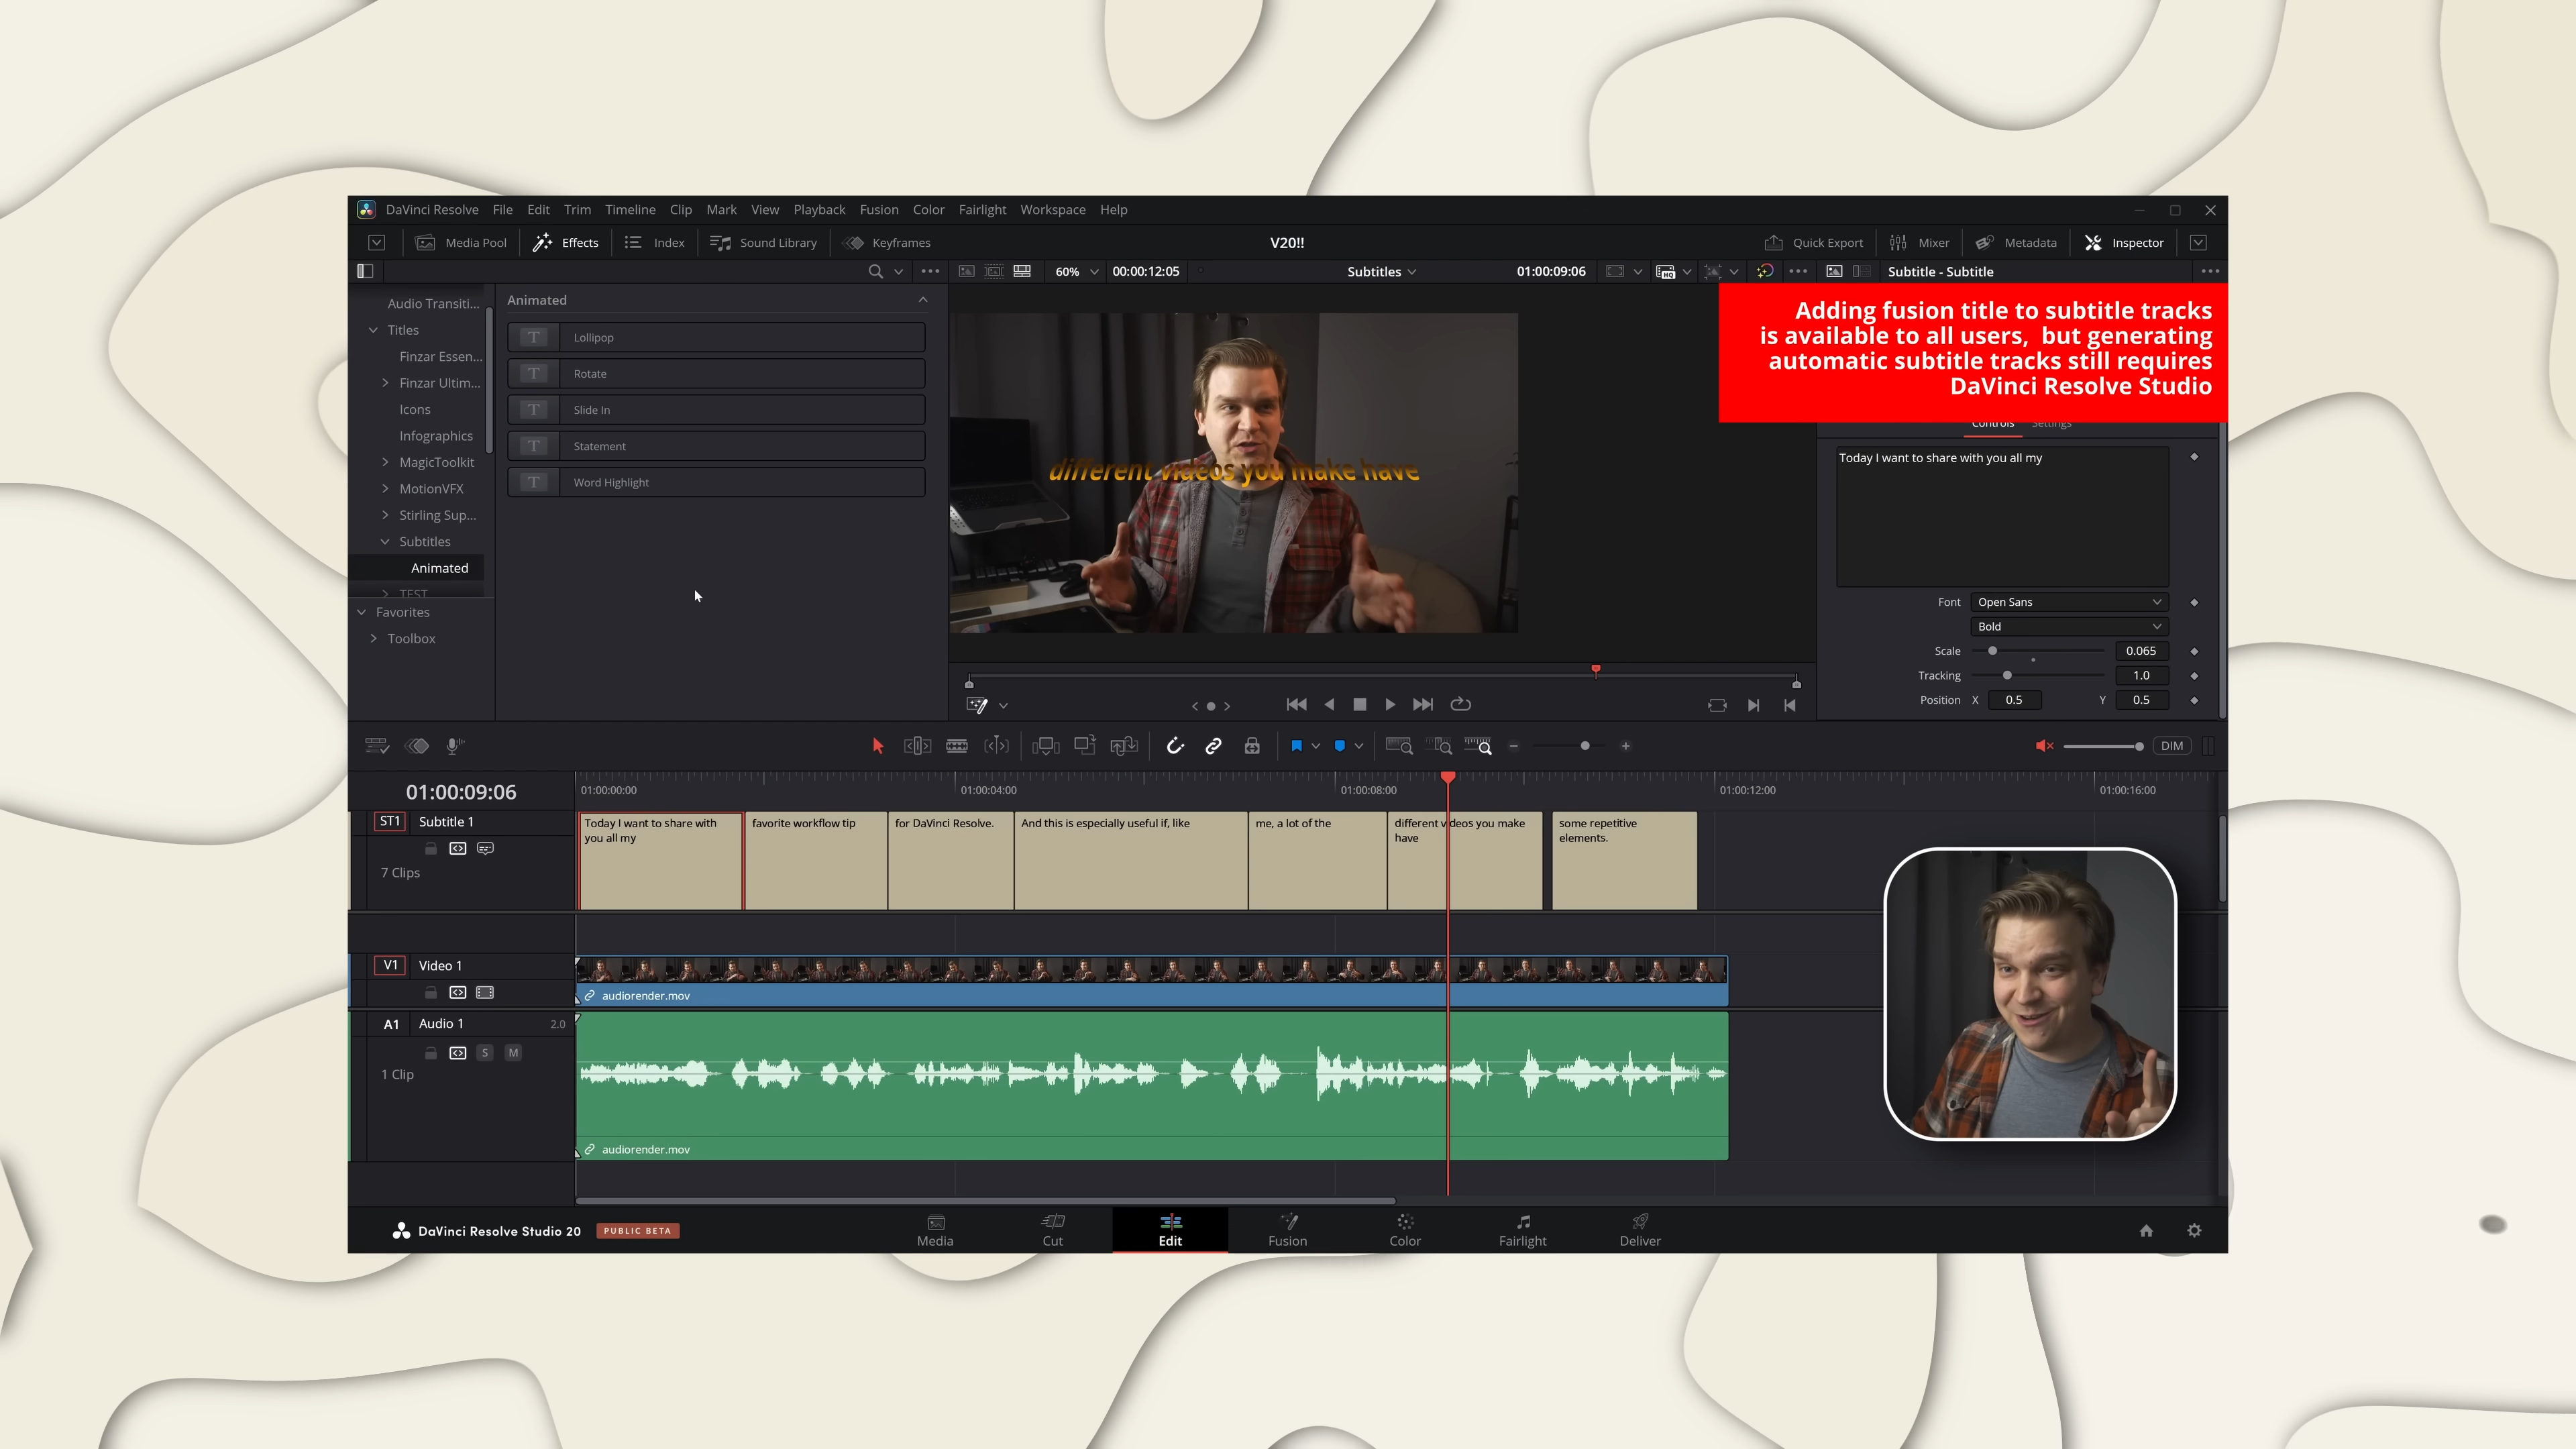 DaVinci Resolve File Edit Trim Timeline Clip Mark View Playback Fusion Color Fairlight Workspace Help
Media Pool Effects Index Sound Library Keyframes V20!! Quick Export Mixer Metadata Inspector
60% 00:00:12:05 Subtitles 01:00:09:06 Subtitle - Subtitle
Audio Transiti...
Titles
Finzar Essen...
Finzar Ultim...
Icons
Infographics
MagicToolkit
MotionVFX
Stirling Sup...
Subtitles
Animated
TEST
Favorites
Toolbox
Animated
Lollipop
Rotate
Slide In
Statement
Word Highlight
different videos you make have
Adding fusion title to subtitle tracks
is available to all users, but generating
automatic subtitle tracks still requires
DaVinci Resolve Studio
Controls Settings
Today I want to share with you all my
Font Open Sans
Bold
Scale 0.065
Tracking 1.0
Position X 0.5 Y 0.5
DIM
01:00:09:06
01:00:00:00 01:00:04:00 01:00:08:00 01:00:12:00 01:00:16:00
ST1 Subtitle 1
7 Clips
Today I want to share with
you all my
favorite workflow tip
for DaVinci Resolve.
And this is especially useful if, like
me, a lot of the
different videos you make
have
some repetitive
elements.
V1 Video 1
audiorender.mov
A1 Audio 1 2.0
S M
1 Clip
audiorender.mov
DaVinci Resolve Studio 20 PUBLIC BETA
Media Cut Edit Fusion Color Fairlight Deliver